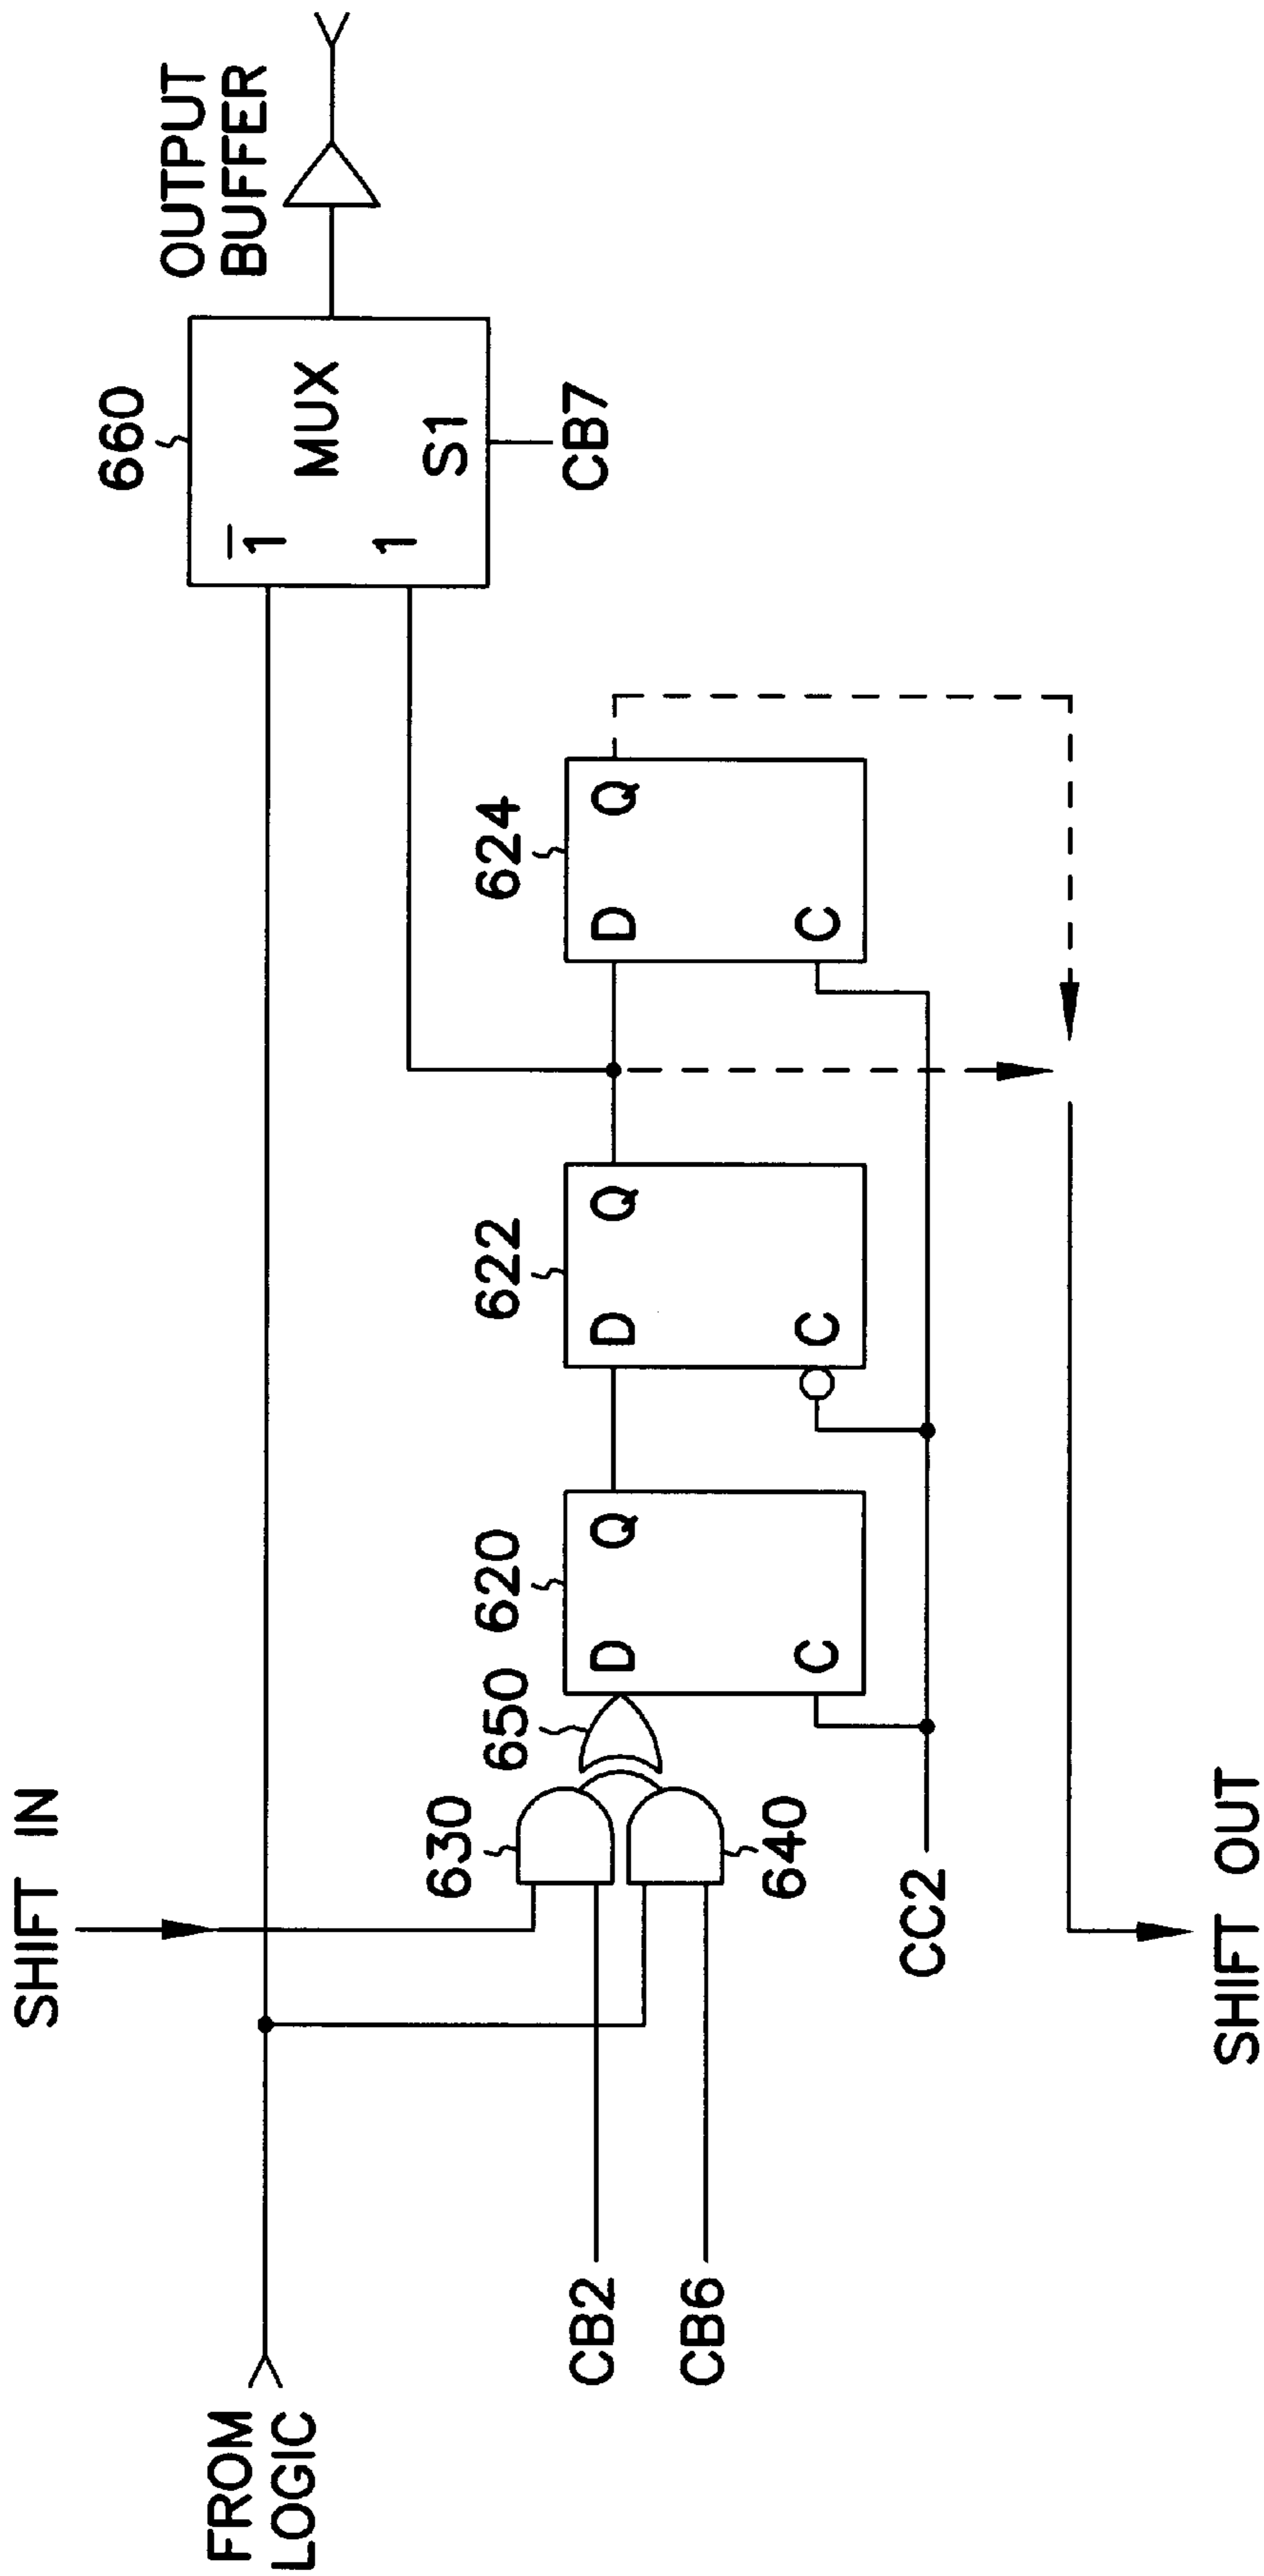 SHIFT IN
FROM
LOGIC
CB2
CB6
630
640
650
620
D
Q
C
622
D
Q
C
624
D
Q
C
CC2
660
1̅
1
MUX
S1
CB7
OUTPUT
BUFFER
SHIFT OUT